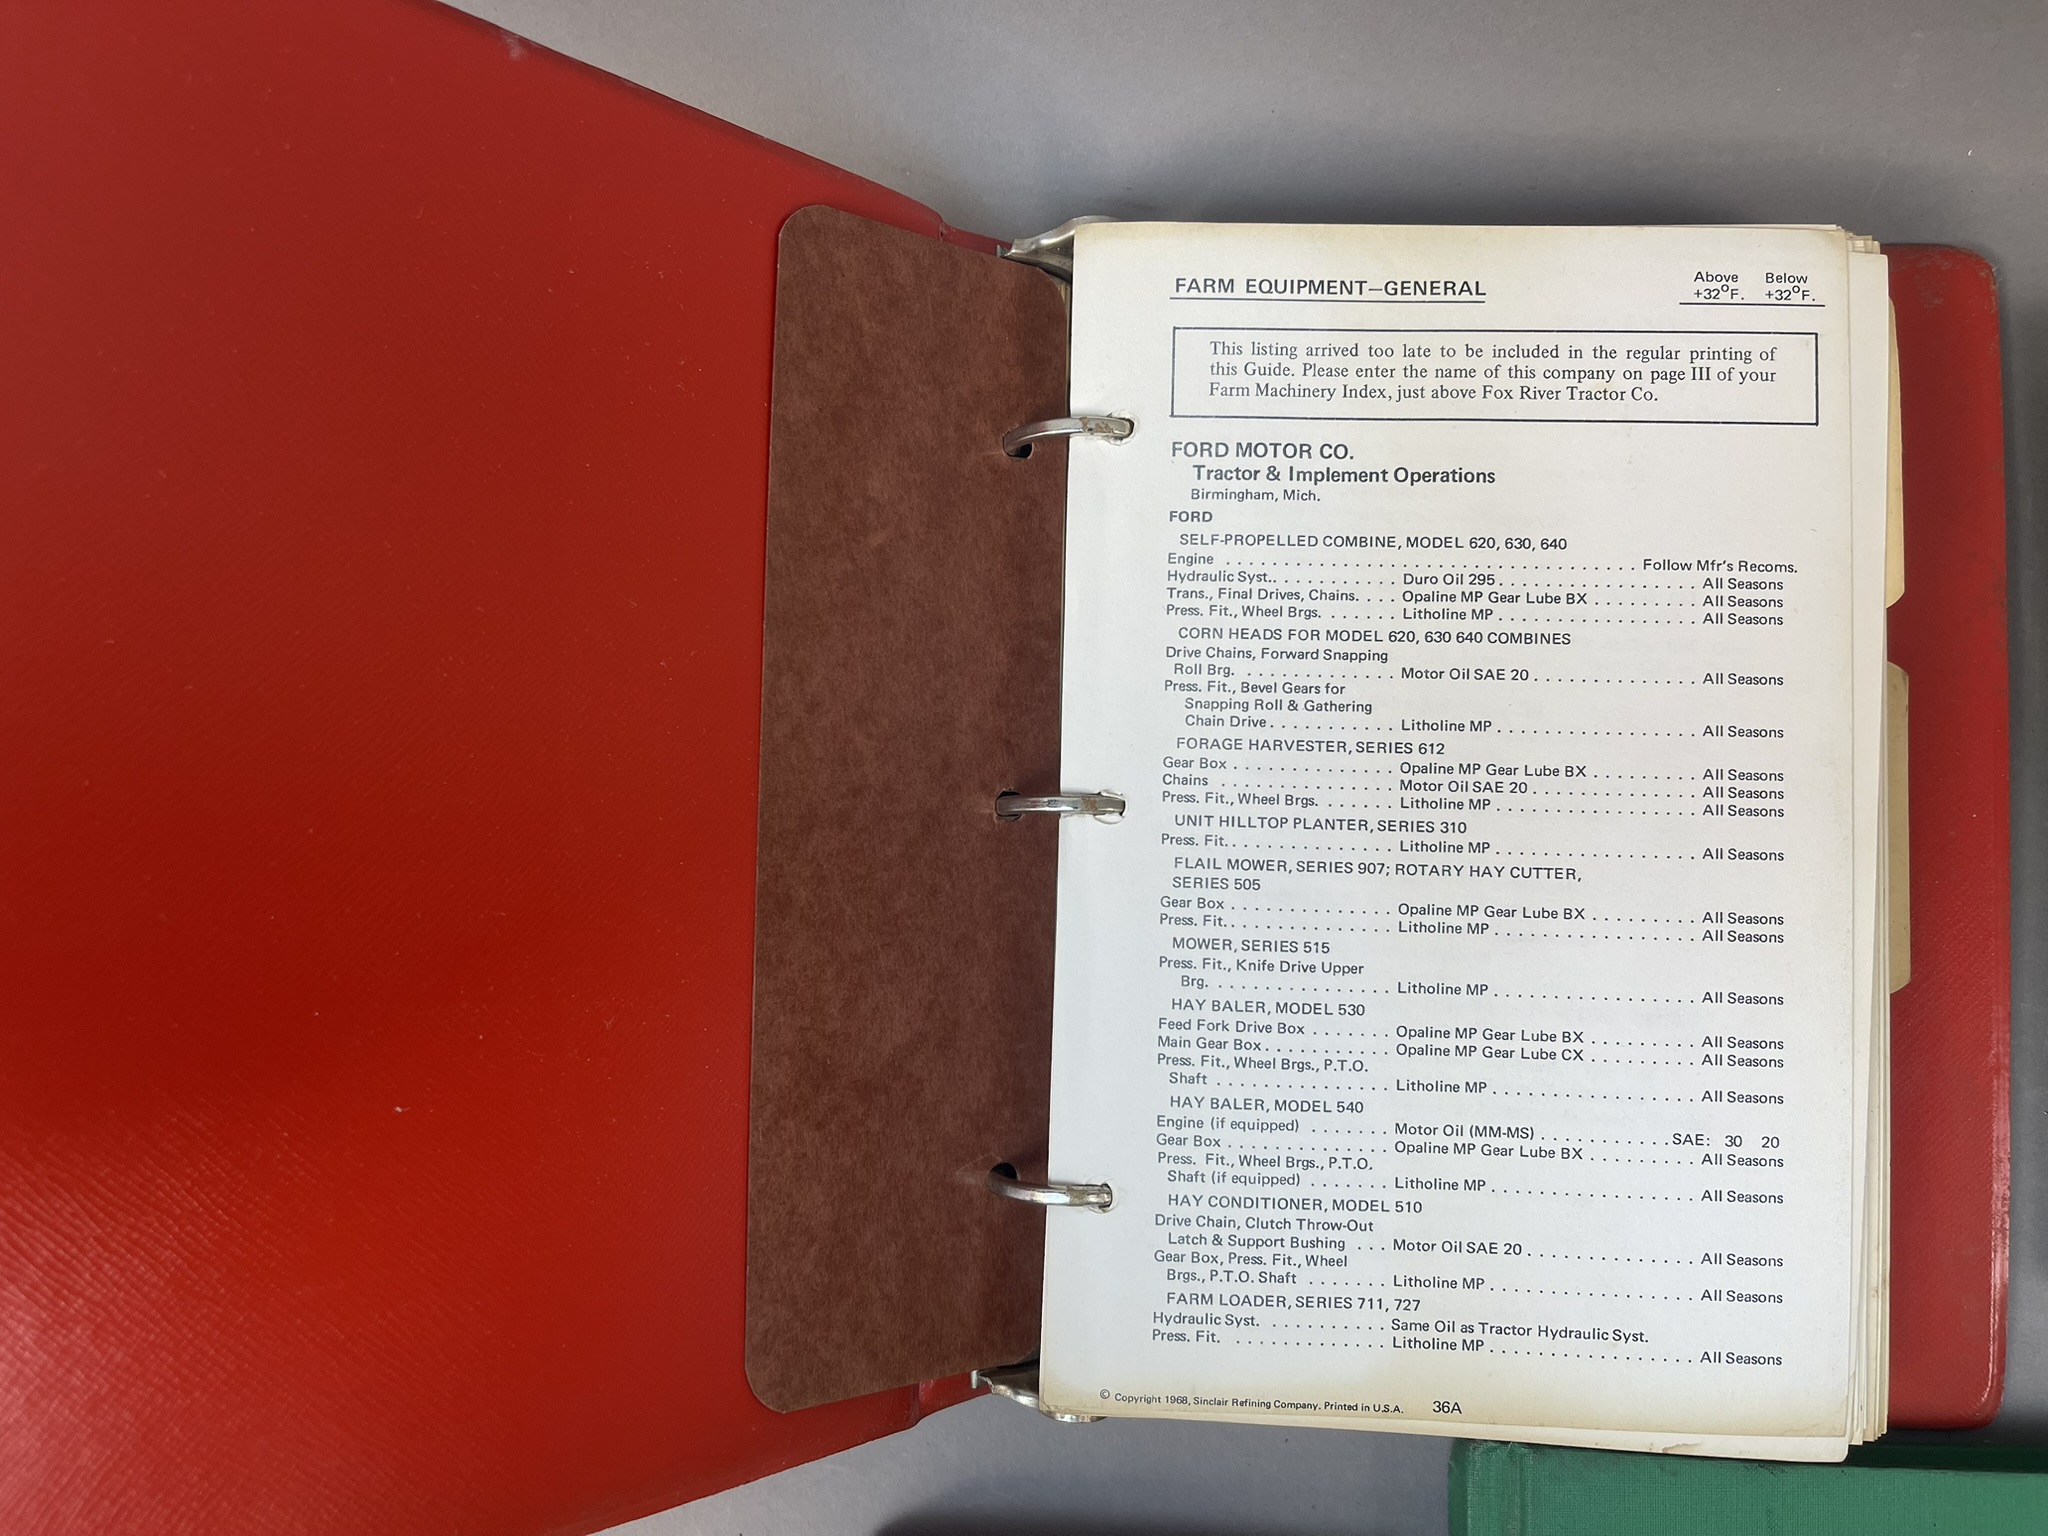 FARM EQUIPMENT—GENERAL
Above Below
+32°F. +32°F.
This listing arrived too late to be included in the regular printing of
this Guide. Please enter the name of this company on page III of your
Farm Machinery Index, just above Fox River Tractor Co.
FORD MOTOR CO.
Tractor & Implement Operations
Birmingham, Mich.
FORD
SELF-PROPELLED COMBINE, MODEL 620, 630, 640
Engine . . . . . . . . . . . . . . . . . . . . . . . . . . . . . . . . . . . Follow Mfr's Recoms.
Hydraulic Syst. . . . . . . . . . . . Duro Oil 295 . . . . . . . . . . . . . . . . . All Seasons
Trans., Final Drives, Chains. . . . Opaline MP Gear Lube BX . . . . . . . . . All Seasons
Press. Fit., Wheel Brgs. . . . . . . Litholine MP . . . . . . . . . . . . . . . . . All Seasons
CORN HEADS FOR MODEL 620, 630 640 COMBINES
Drive Chains, Forward Snapping
Roll Brg. . . . . . . . . . . . . . Motor Oil SAE 20 . . . . . . . . . . . . . . All Seasons
Press. Fit., Bevel Gears for
Snapping Roll & Gathering
Chain Drive . . . . . . . . . . . Litholine MP . . . . . . . . . . . . . . . . . All Seasons
FORAGE HARVESTER, SERIES 612
Gear Box . . . . . . . . . . . . . . Opaline MP Gear Lube BX . . . . . . . . . All Seasons
Chains . . . . . . . . . . . . . . . Motor Oil SAE 20 . . . . . . . . . . . . . . All Seasons
Press. Fit., Wheel Brgs. . . . . . . Litholine MP . . . . . . . . . . . . . . . . . All Seasons
UNIT HILLTOP PLANTER, SERIES 310
Press. Fit. . . . . . . . . . . . . . . Litholine MP . . . . . . . . . . . . . . . . . All Seasons
FLAIL MOWER, SERIES 907; ROTARY HAY CUTTER,
SERIES 505
Gear Box . . . . . . . . . . . . . . Opaline MP Gear Lube BX . . . . . . . . . All Seasons
Press. Fit. . . . . . . . . . . . . . . Litholine MP . . . . . . . . . . . . . . . . . All Seasons
MOWER, SERIES 515
Press. Fit., Knife Drive Upper
Brg. . . . . . . . . . . . . . . . Litholine MP . . . . . . . . . . . . . . . . . All Seasons
HAY BALER, MODEL 530
Feed Fork Drive Box . . . . . . . Opaline MP Gear Lube BX . . . . . . . . . All Seasons
Main Gear Box . . . . . . . . . . . Opaline MP Gear Lube CX . . . . . . . . . All Seasons
Press. Fit., Wheel Brgs., P.T.O.
Shaft . . . . . . . . . . . . . . . Litholine MP . . . . . . . . . . . . . . . . . All Seasons
HAY BALER, MODEL 540
Engine (if equipped) . . . . . . . Motor Oil (MM-MS) . . . . . . . . . . . SAE: 30 20
Gear Box . . . . . . . . . . . . . . Opaline MP Gear Lube BX . . . . . . . . . All Seasons
Press. Fit., Wheel Brgs., P.T.O.
Shaft (if equipped) . . . . . . . Litholine MP . . . . . . . . . . . . . . . . . All Seasons
HAY CONDITIONER, MODEL 510
Drive Chain, Clutch Throw-Out
Latch & Support Bushing . . . Motor Oil SAE 20 . . . . . . . . . . . . . . All Seasons
Gear Box, Press. Fit., Wheel
Brgs., P.T.O. Shaft . . . . . . . Litholine MP . . . . . . . . . . . . . . . . . All Seasons
FARM LOADER, SERIES 711, 727
Hydraulic Syst. . . . . . . . . . . Same Oil as Tractor Hydraulic Syst.
Press. Fit. . . . . . . . . . . . . . . Litholine MP . . . . . . . . . . . . . . . . . All Seasons
© Copyright 1968, Sinclair Refining Company. Printed in U.S.A. 36A